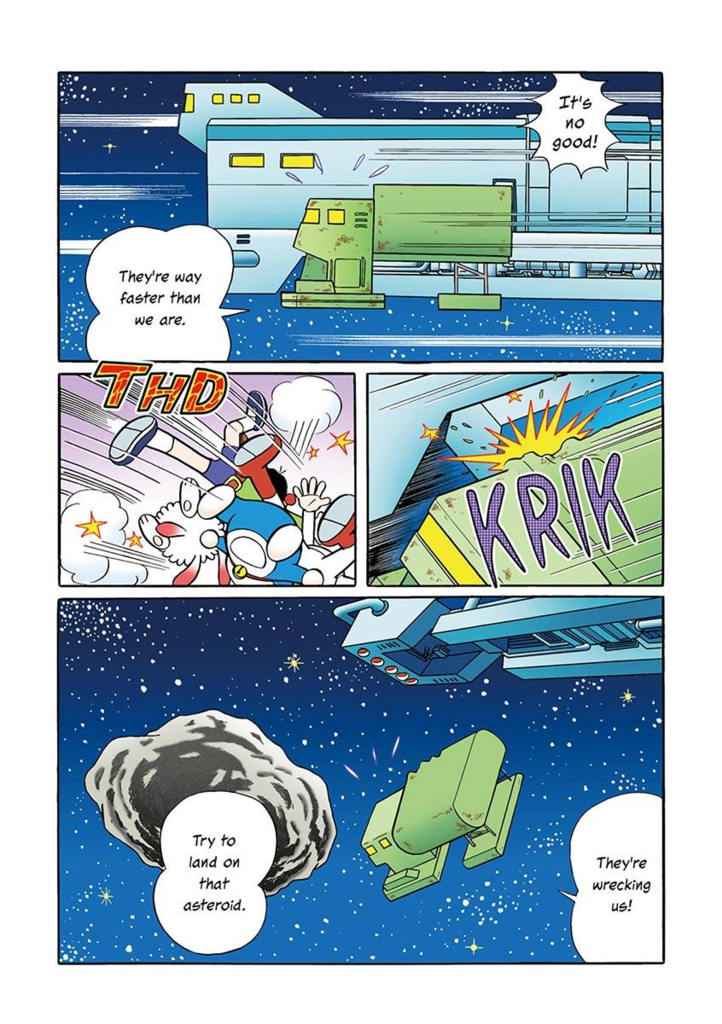 It's
no
good!
They're way
faster than
we are.
THD
KRIK
Try to
land on
that
asteroid.
They're
wrecking
us!